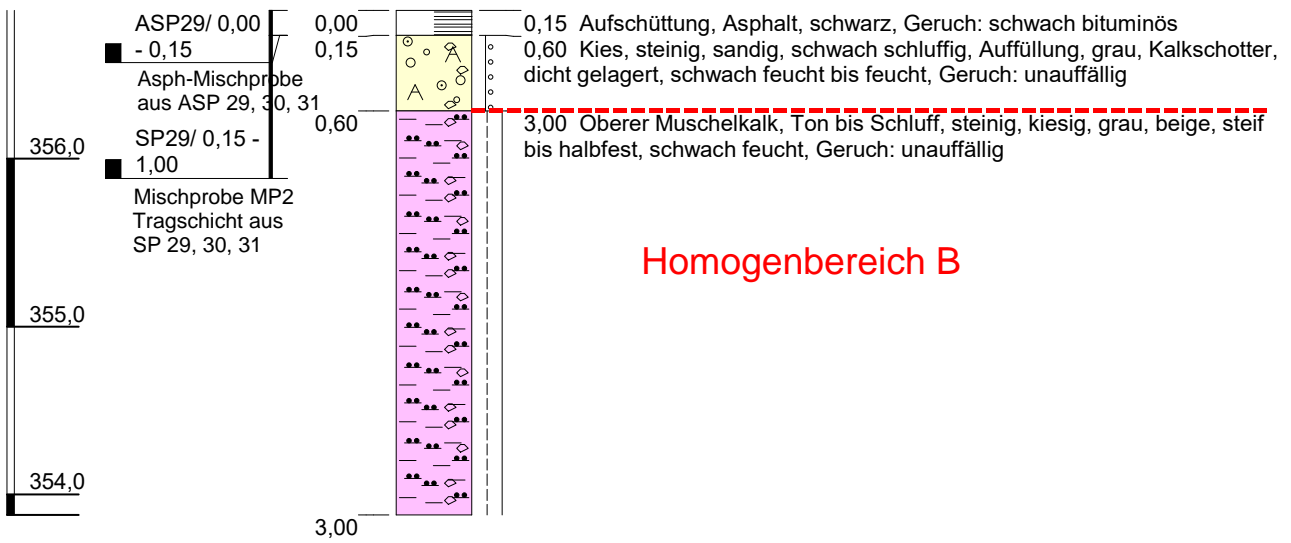 356,0
355,0
354,0
ASP29/ 0,00
- 0,15
Asph-Mischprobe
aus ASP 29, 30, 31
SP29/ 0,15 -
1,00
Mischprobe MP2
Tragschicht aus
SP 29, 30, 31
0,00
0,15
0,60
3,00
A
A
0,15 Aufschüttung, Asphalt, schwarz, Geruch: schwach bituminös
0,60 Kies, steinig, sandig, schwach schluffig, Auffüllung, grau, Kalkschotter,
dicht gelagert, schwach feucht bis feucht, Geruch: unauffällig
3,00 Oberer Muschelkalk, Ton bis Schluff, steinig, kiesig, grau, beige, steif
bis halbfest, schwach feucht, Geruch: unauffällig
Homogenbereich B